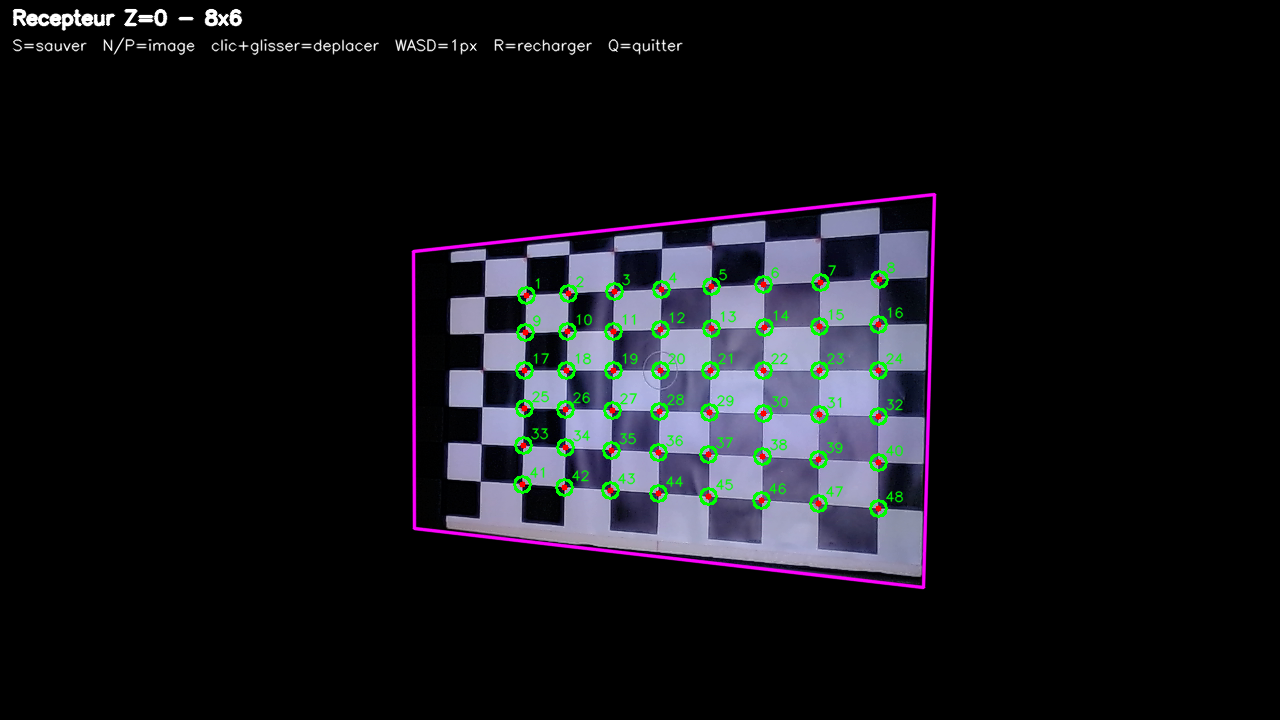 Recepteur Z=0 - 8x6
S=sauver N/P=image clic+glisser=deplacer WASD=1px R=recharger Q=quitter
1 2 3 4 5 6 7 8
9 10 11 12 13 14 15 16
17 18 19 20 21 22 23 24
25 26 27 28 29 30 31 32
33 34 35 36 37 38 39 40
41 42 43 44 45 46 47 48